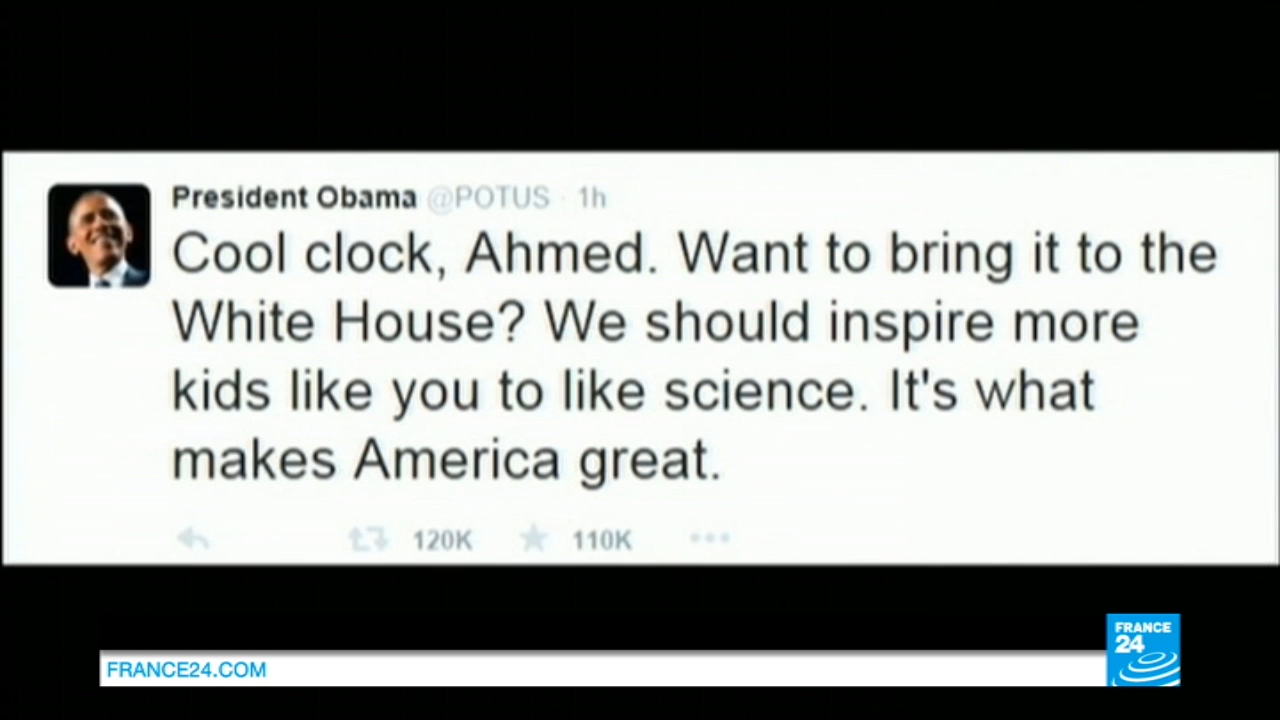 President Obama @POTUS · 1h
Cool clock, Ahmed. Want to bring it to the
White House? We should inspire more
kids like you to like science. It's what
makes America great.
120K 110K
FRANCE24.COM
FRANCE
24